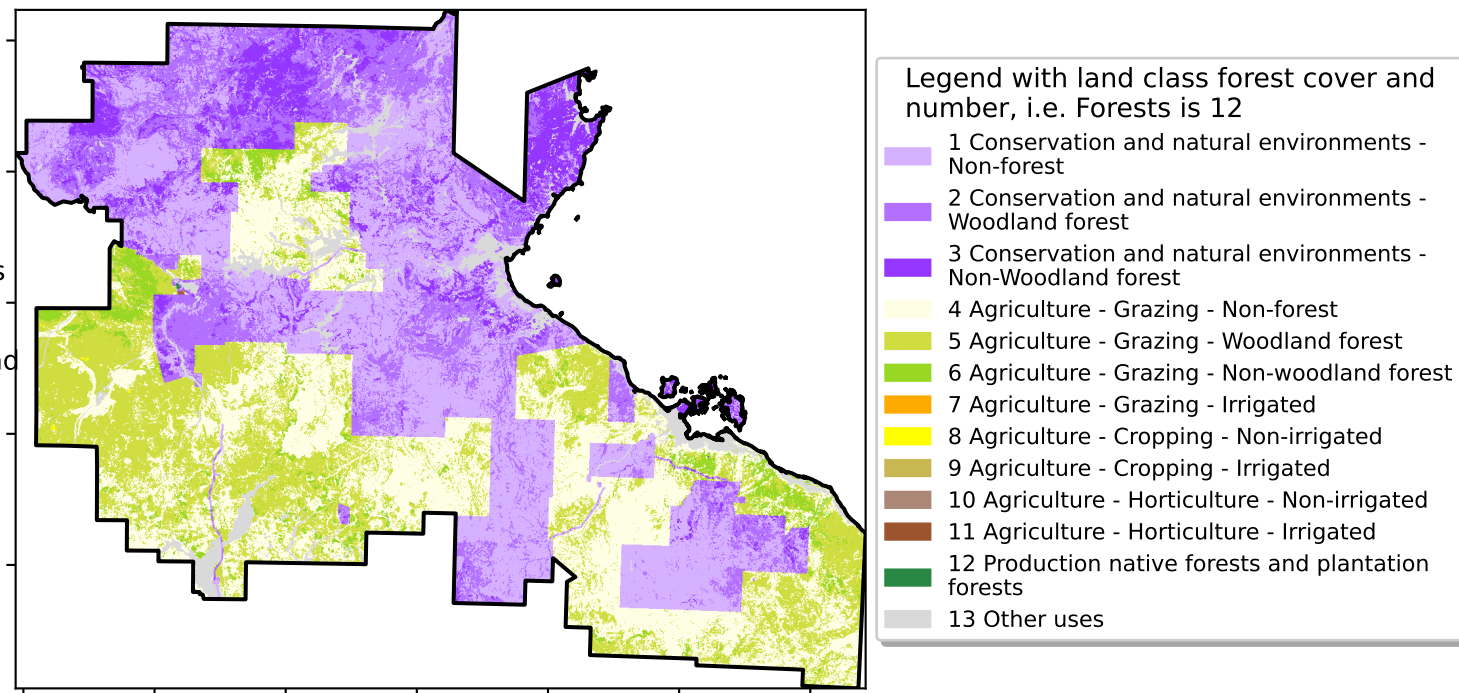 s
nd
Legend with land class forest cover and
number, i.e. Forests is 12
1 Conservation and natural environments -
Non-forest
2 Conservation and natural environments -
Woodland forest
3 Conservation and natural environments -
Non-Woodland forest
4 Agriculture - Grazing - Non-forest
5 Agriculture - Grazing - Woodland forest
6 Agriculture - Grazing - Non-woodland forest
7 Agriculture - Grazing - Irrigated
8 Agriculture - Cropping - Non-irrigated
9 Agriculture - Cropping - Irrigated
10 Agriculture - Horticulture - Non-irrigated
11 Agriculture - Horticulture - Irrigated
12 Production native forests and plantation
forests
13 Other uses